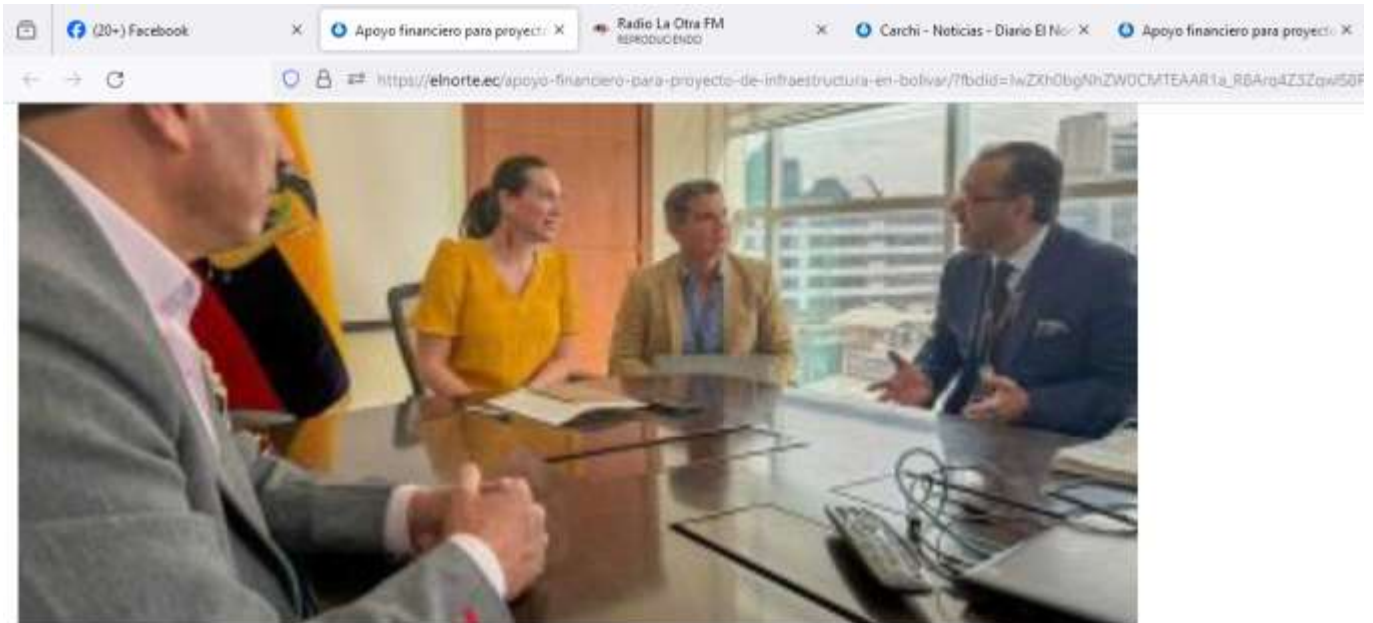 (20+) Facebook
Apoyo financiero para proyect
Radio La Otra FM
REPRODUCIENDO
Carchi - Noticias - Diario El Nor
Apoyo financiero para proyect
https://elnorte.ec/apoyo-financiero-para-proyecto-de-infraestructura-en-bolivar/?fbclid=